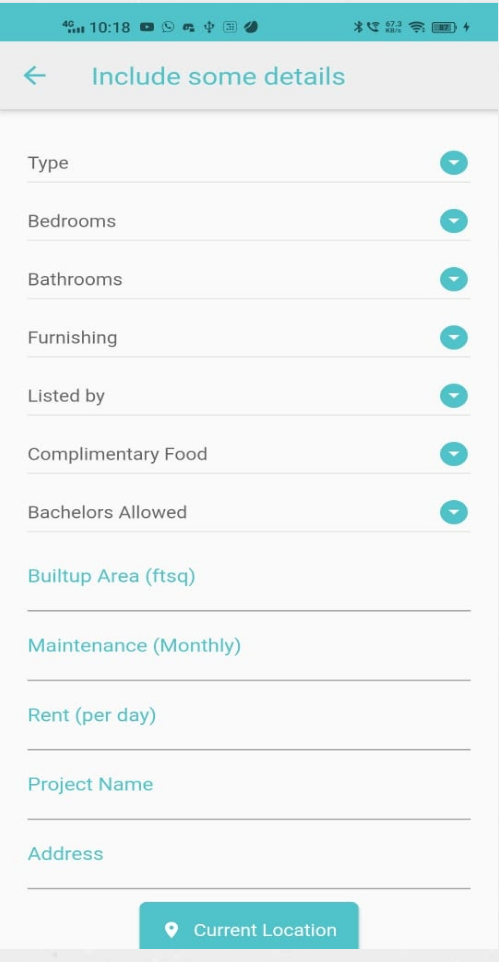 4G 10:18 67.3 KB/s 87
Include some details
Type
Bedrooms
Bathrooms
Furnishing
Listed by
Complimentary Food
Bachelors Allowed
Builtup Area (ftsq)
Maintenance (Monthly)
Rent (per day)
Project Name
Address
Current Location